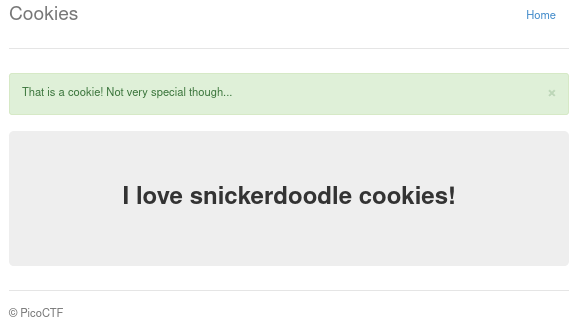 Cookies
Home
That is a cookie! Not very special though...
×
I love snickerdoodle cookies!
© PicoCTF